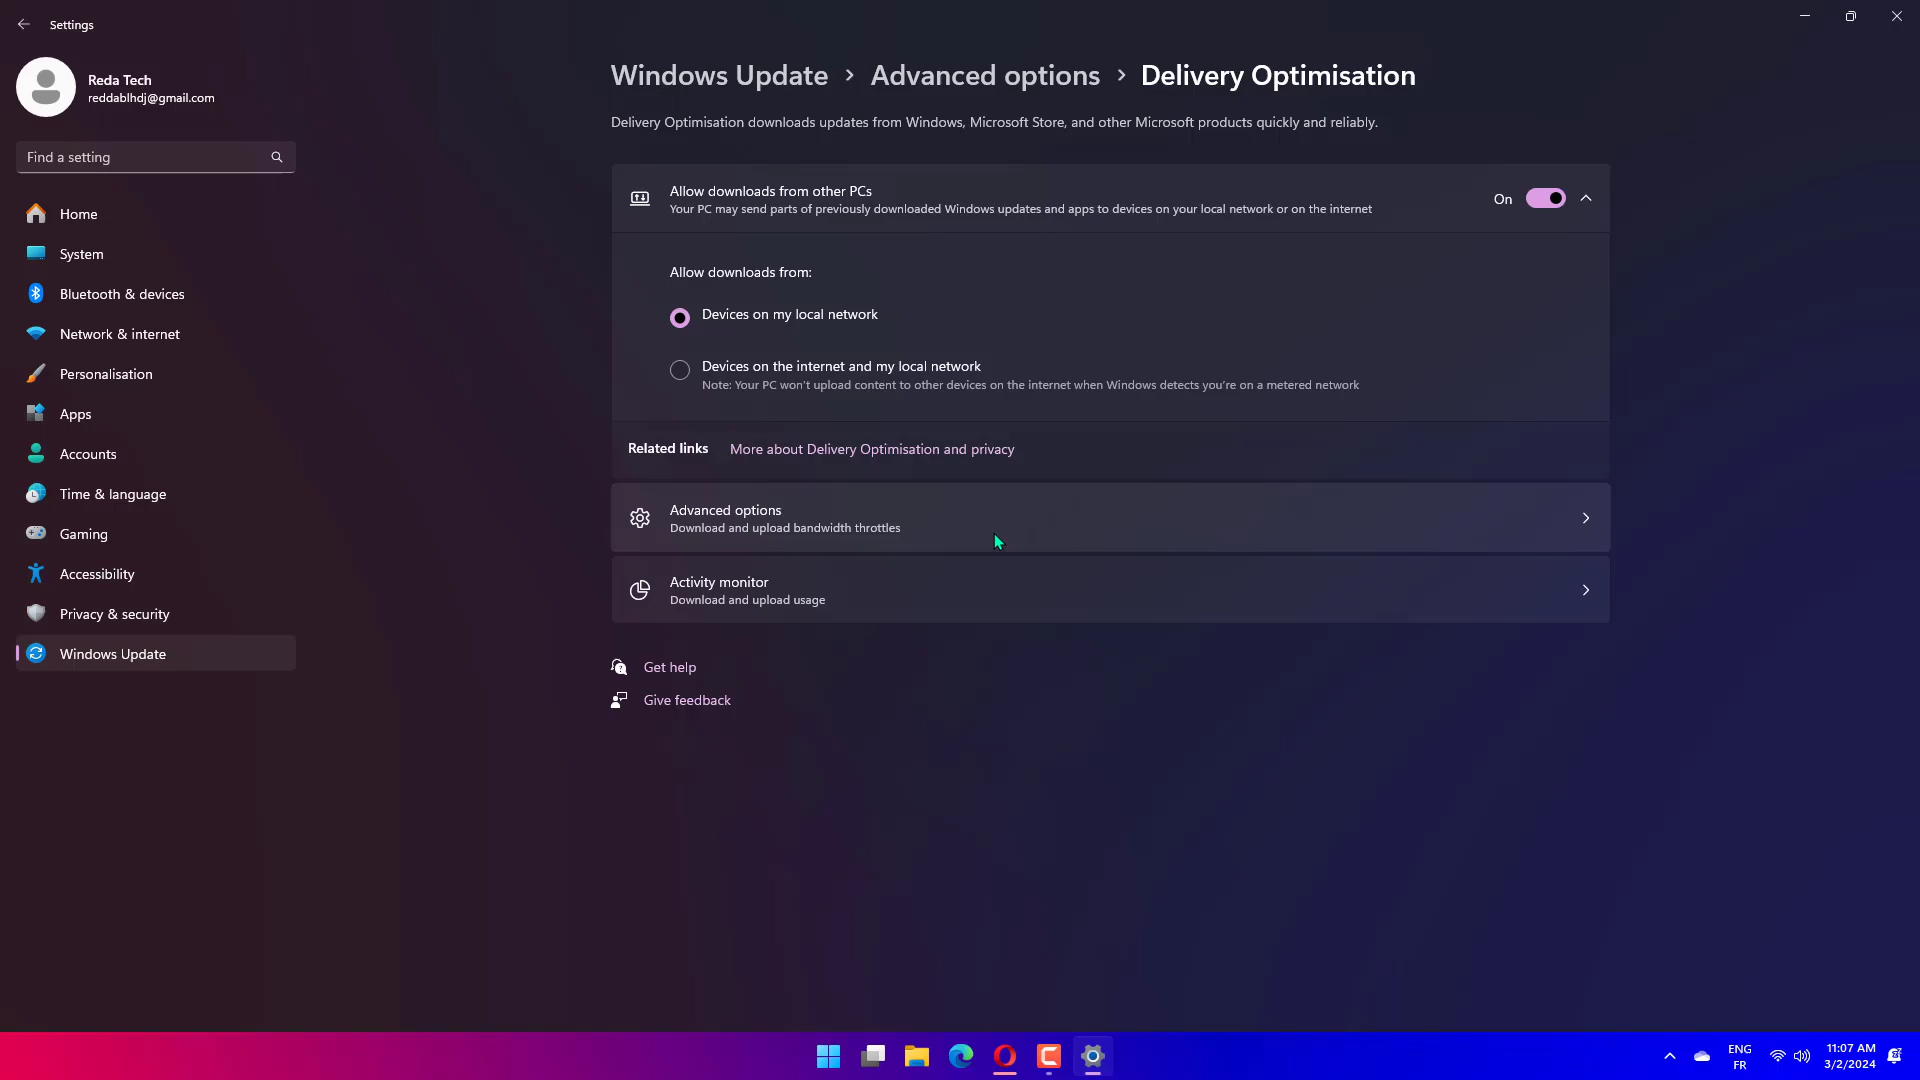 Settings
Reda Tech
reddablhdj@gmail.com
Find a setting
Home
System
Bluetooth & devices
Network & internet
Personalisation
Apps
Accounts
Time & language
Gaming
Accessibility
Privacy & security
Windows Update
Windows Update > Advanced options > Delivery Optimisation
Delivery Optimisation downloads updates from Windows, Microsoft Store, and other Microsoft products quickly and reliably.
Allow downloads from other PCs
Your PC may send parts of previously downloaded Windows updates and apps to devices on your local network or on the internet
On
Allow downloads from:
Devices on my local network
Devices on the internet and my local network
Note: Your PC won't upload content to other devices on the internet when Windows detects you're on a metered network
Related links More about Delivery Optimisation and privacy
Advanced options
Download and upload bandwidth throttles
Activity monitor
Download and upload usage
Get help
Give feedback
ENG
FR
11:07 AM
3/2/2024